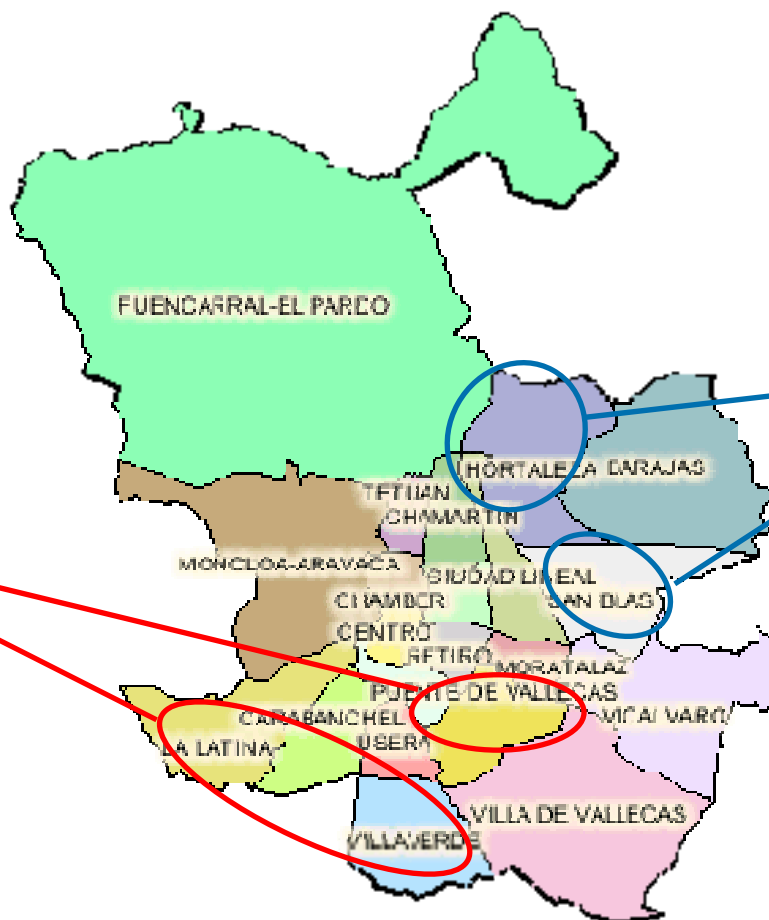 FUENCARRAL-EL PARDO
HORTALEZA
BARAJAS
TETUAN
CHAMARTIN
MONCLOA-ARAVACA
CIUDAD LINEAL
CHAMBERI
SAN BLAS
CENTRO
RETIRO
MORATALAZ
PUENTE DE VALLECAS
CARABANCHEL
VICALVARO
LA LATINA
USERA
VILLA DE VALLECAS
VILLAVERDE